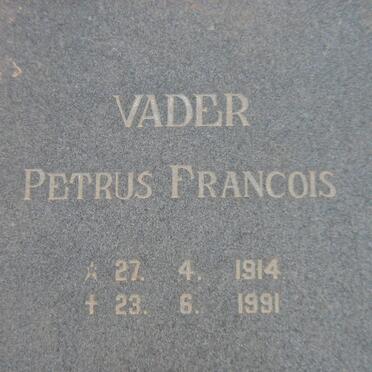 VADER
PETRUS FRANCOIS
☆ 27. 4. 1914
✝ 23. 6. 1991